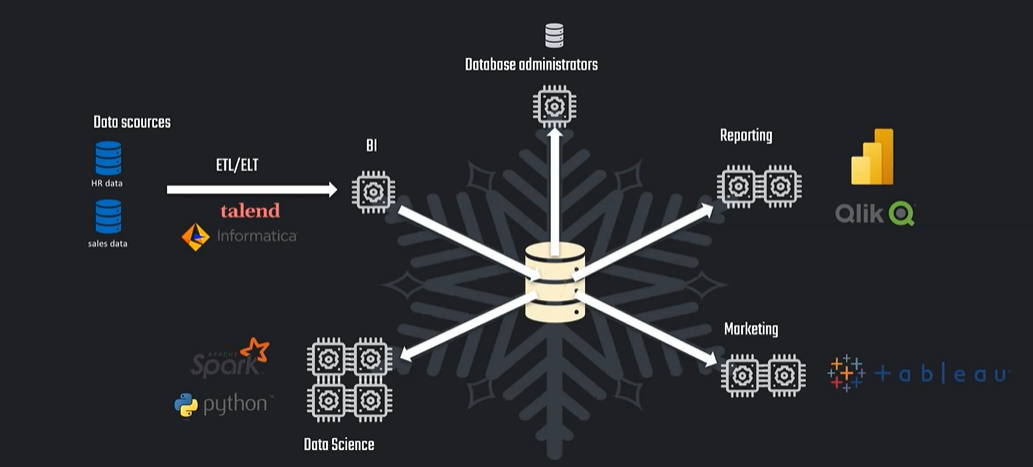 Database administrators
Data scources
HR data
sales data
ETL/ELT
talend
Informatica
BI
Reporting
Qlik
Marketing
+ a b l e a u
APACHE
Spark
python
Data Science